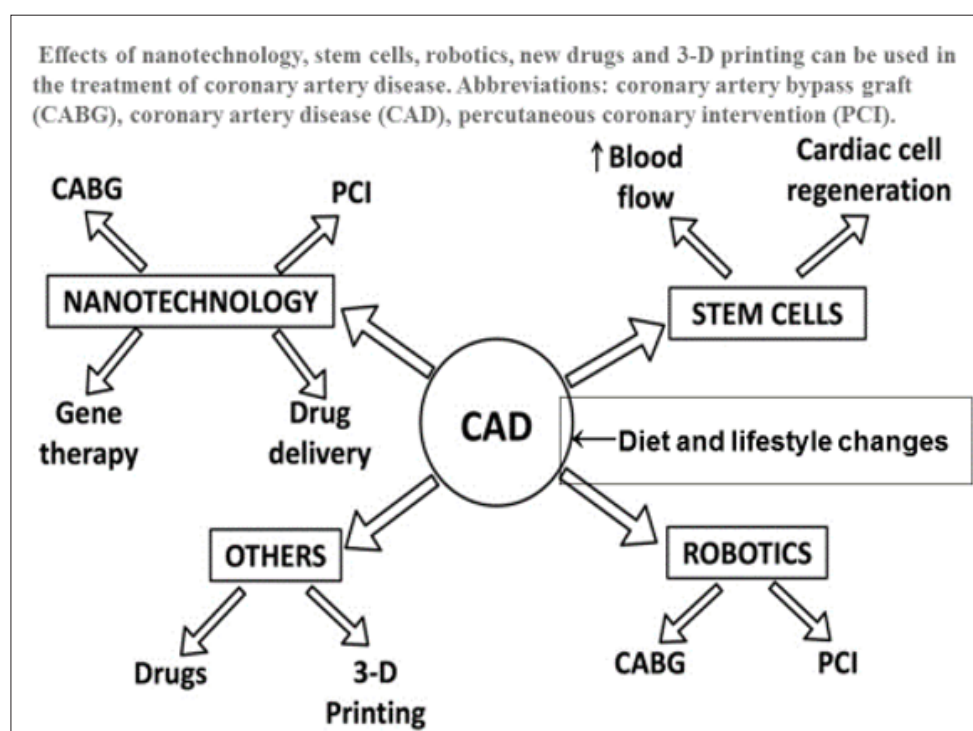 Effects of nanotechnology, stem cells, robotics, new drugs and 3-D printing can be used in
the treatment of coronary artery disease. Abbreviations: coronary artery bypass graft
(CABG), coronary artery disease (CAD), percutaneous coronary intervention (PCI).
CABG
PCI
↑ Blood
flow
Cardiac cell
regeneration
NANOTECHNOLOGY
STEM CELLS
Gene
therapy
Drug
delivery
CAD
←Diet and lifestyle changes
OTHERS
ROBOTICS
Drugs
3-D
Printing
CABG
PCI